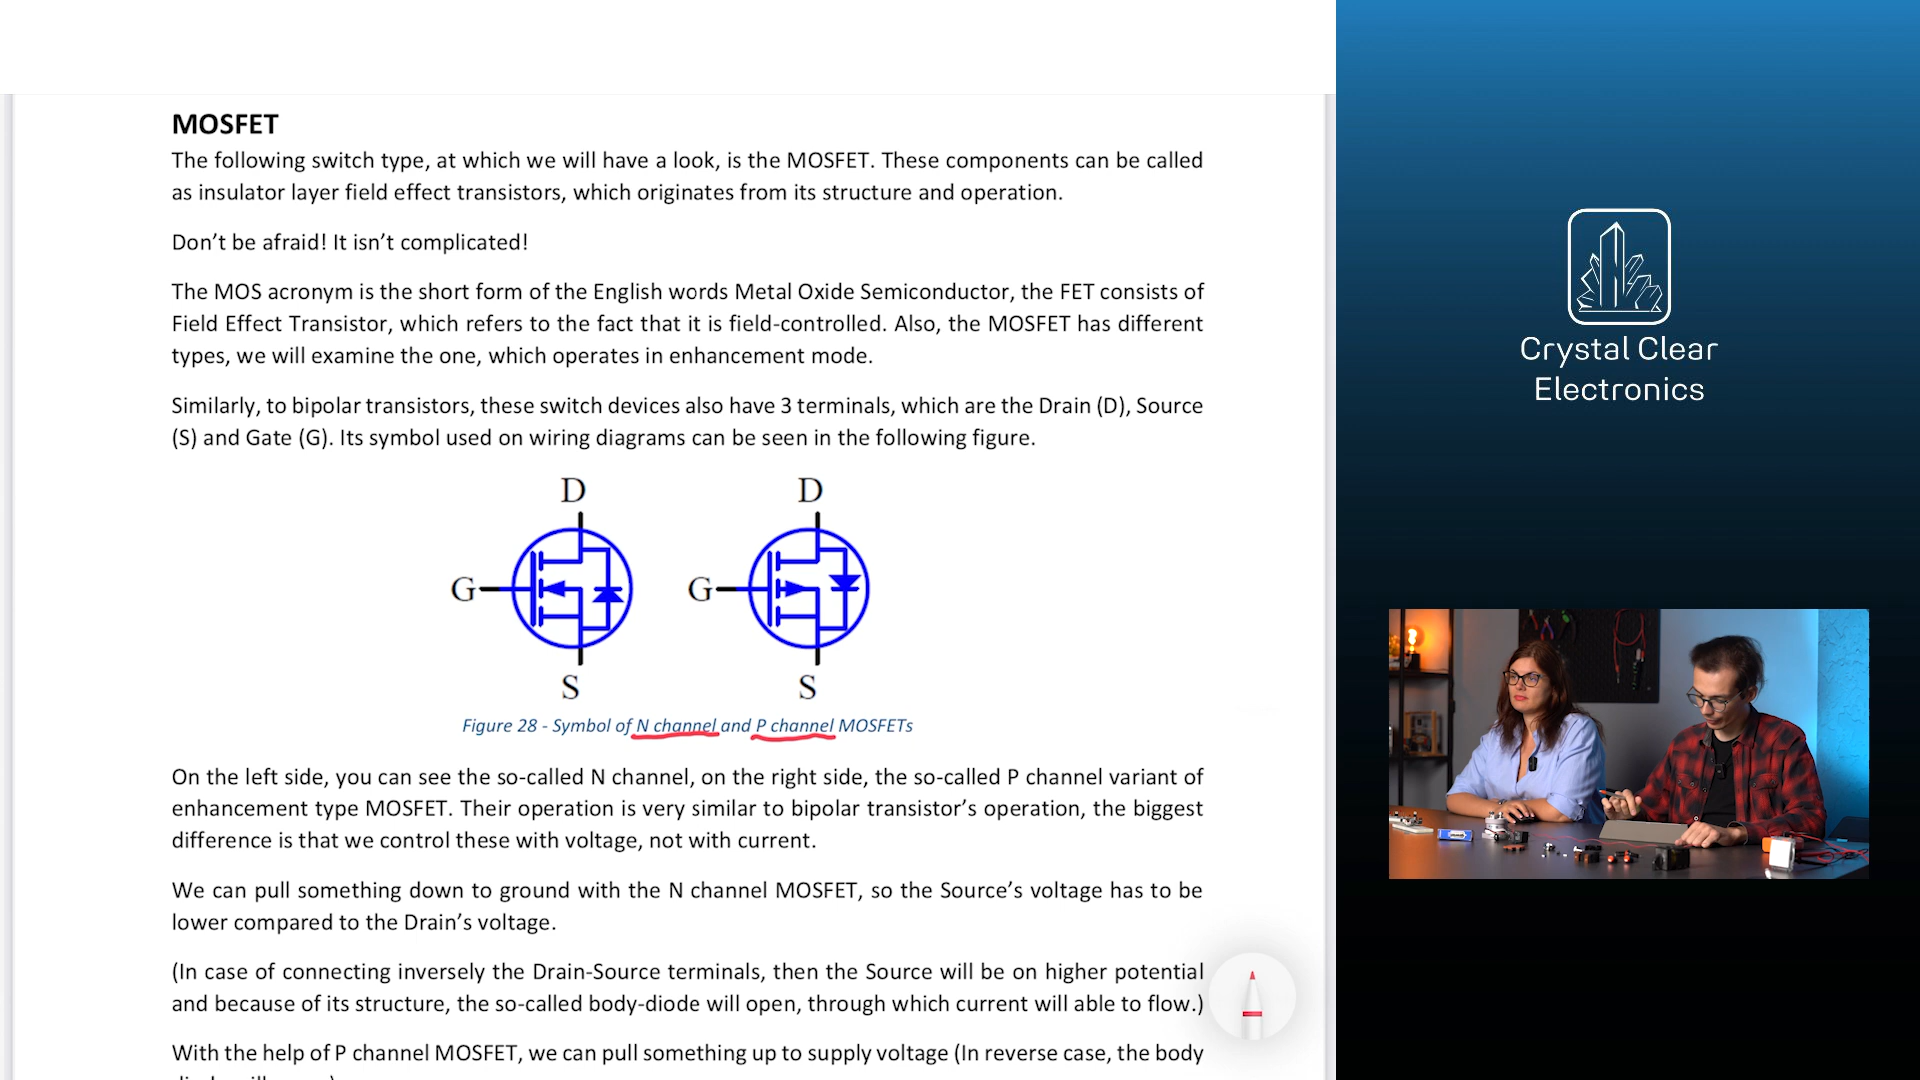 MOSFET
The following switch type, at which we will have a look, is the MOSFET. These components can be called
as insulator layer field effect transistors, which originates from its structure and operation.
Don't be afraid! It isn't complicated!
The MOS acronym is the short form of the English words Metal Oxide Semiconductor, the FET consists of
Field Effect Transistor, which refers to the fact that it is field-controlled. Also, the MOSFET has different
types, we will examine the one, which operates in enhancement mode.
Similarly, to bipolar transistors, these switch devices also have 3 terminals, which are the Drain (D), Source
(S) and Gate (G). Its symbol used on wiring diagrams can be seen in the following figure.
D D
G G
S S
Figure 28 - Symbol of N channel and P channel MOSFETs
On the left side, you can see the so-called N channel, on the right side, the so-called P channel variant of
enhancement type MOSFET. Their operation is very similar to bipolar transistor's operation, the biggest
difference is that we control these with voltage, not with current.
We can pull something down to ground with the N channel MOSFET, so the Source's voltage has to be
lower compared to the Drain's voltage.
(In case of connecting inversely the Drain-Source terminals, then the Source will be on higher potential
and because of its structure, the so-called body-diode will open, through which current will able to flow.)
With the help of P channel MOSFET, we can pull something up to supply voltage (In reverse case, the body
Crystal Clear
Electronics